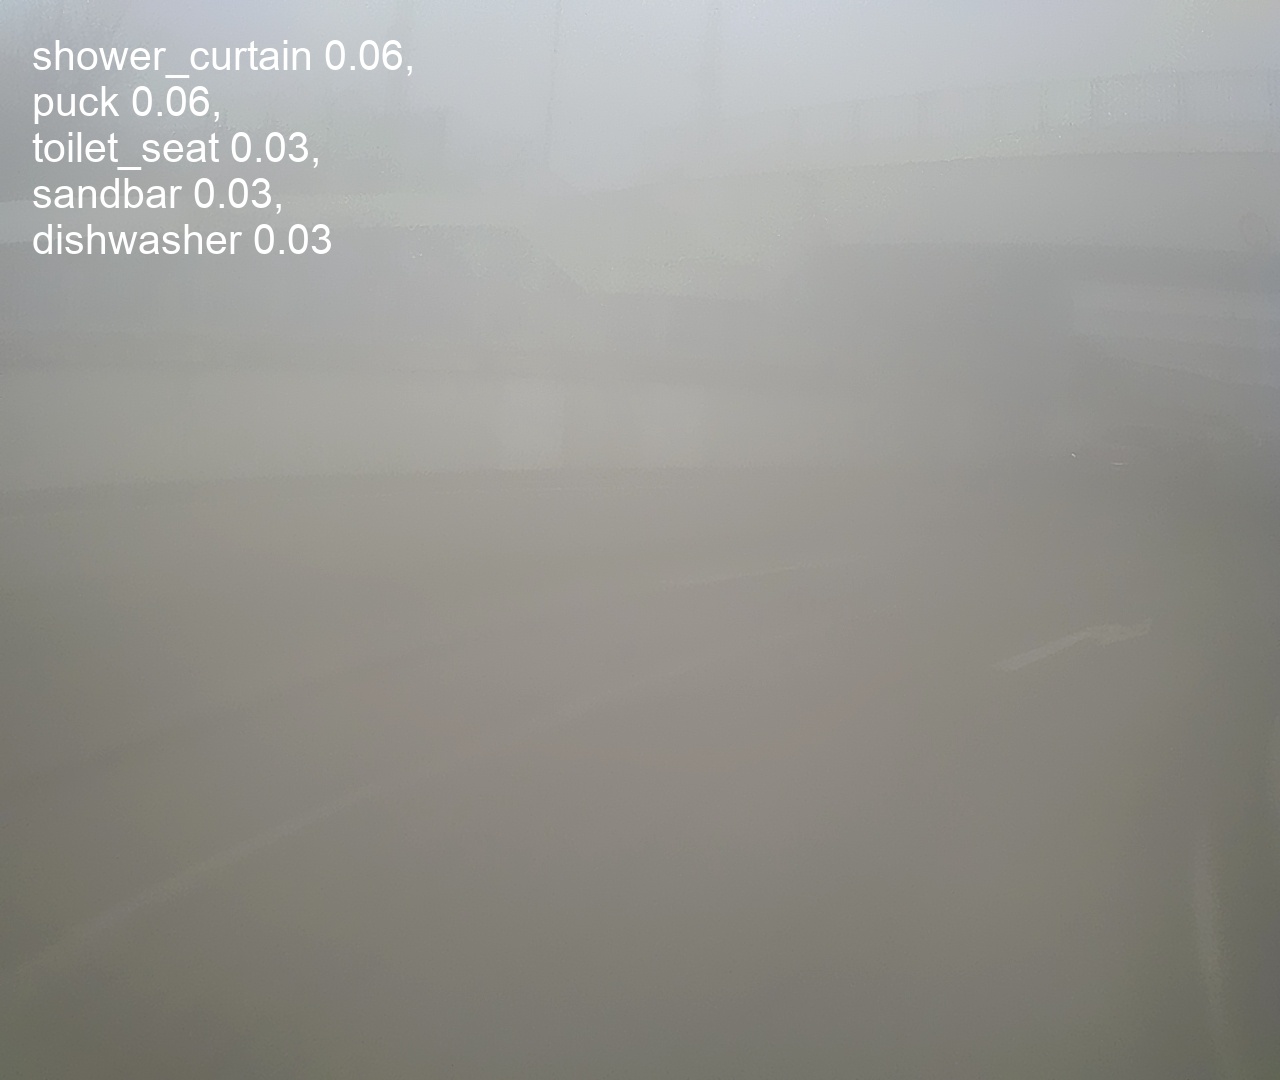 shower_curtain 0.06,
puck 0.06,
toilet_seat 0.03,
sandbar 0.03,
dishwasher 0.03